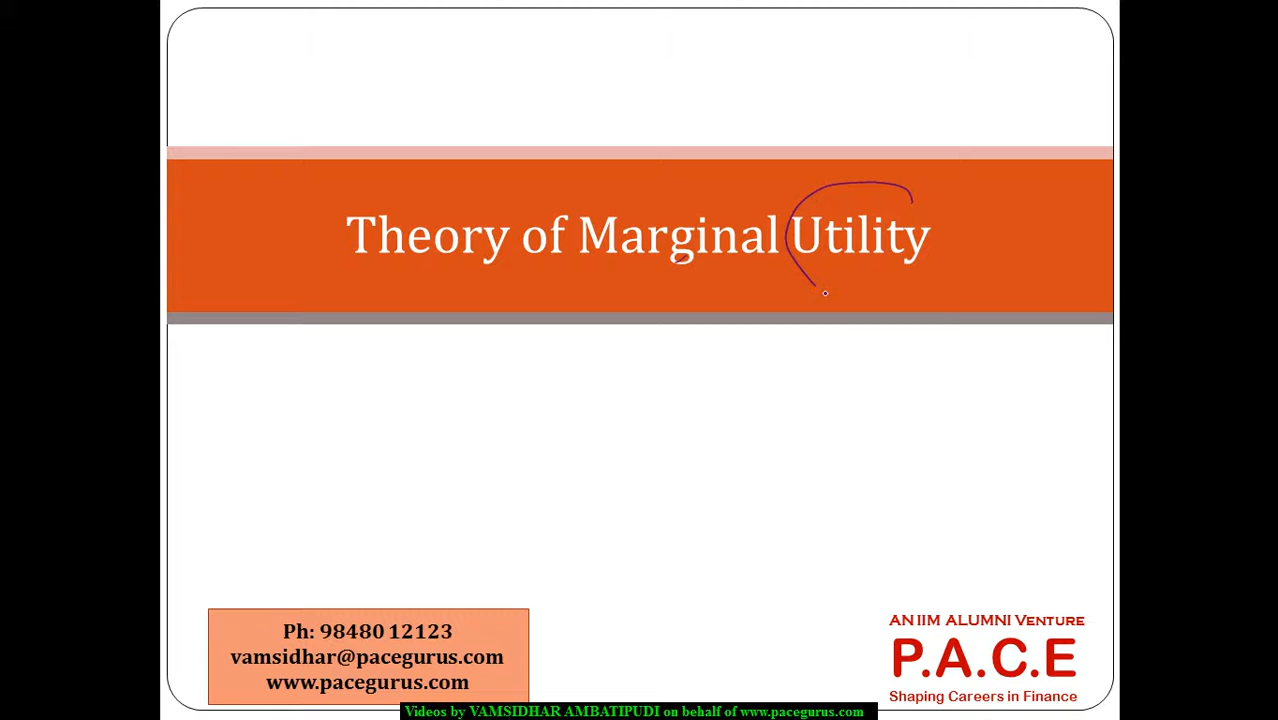 Theory of Marginal Utility
Ph: 98480 12123
vamsidhar@pacegurus.com
www.pacegurus.com
AN IIM ALUMNI VENTURE
P.A.C.E
Shaping Careers in Finance
Videos by VAMSIDHAR AMBATIPUDI on behalf of www.pacegurus.com